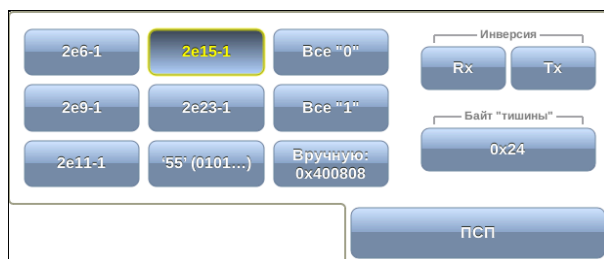 2e6-1
2e15-1
Все "0"
2e9-1
2e23-1
Все "1"
2e11-1
‘55’ (0101...)
Вручную:
0x400808
Инверсия
Rx
Tx
Байт "тишины"
0x24
ПСП